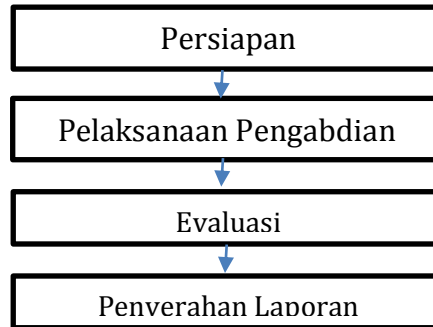 Persiapan
Pelaksanaan Pengabdian
Evaluasi
Penyerahan Laporan